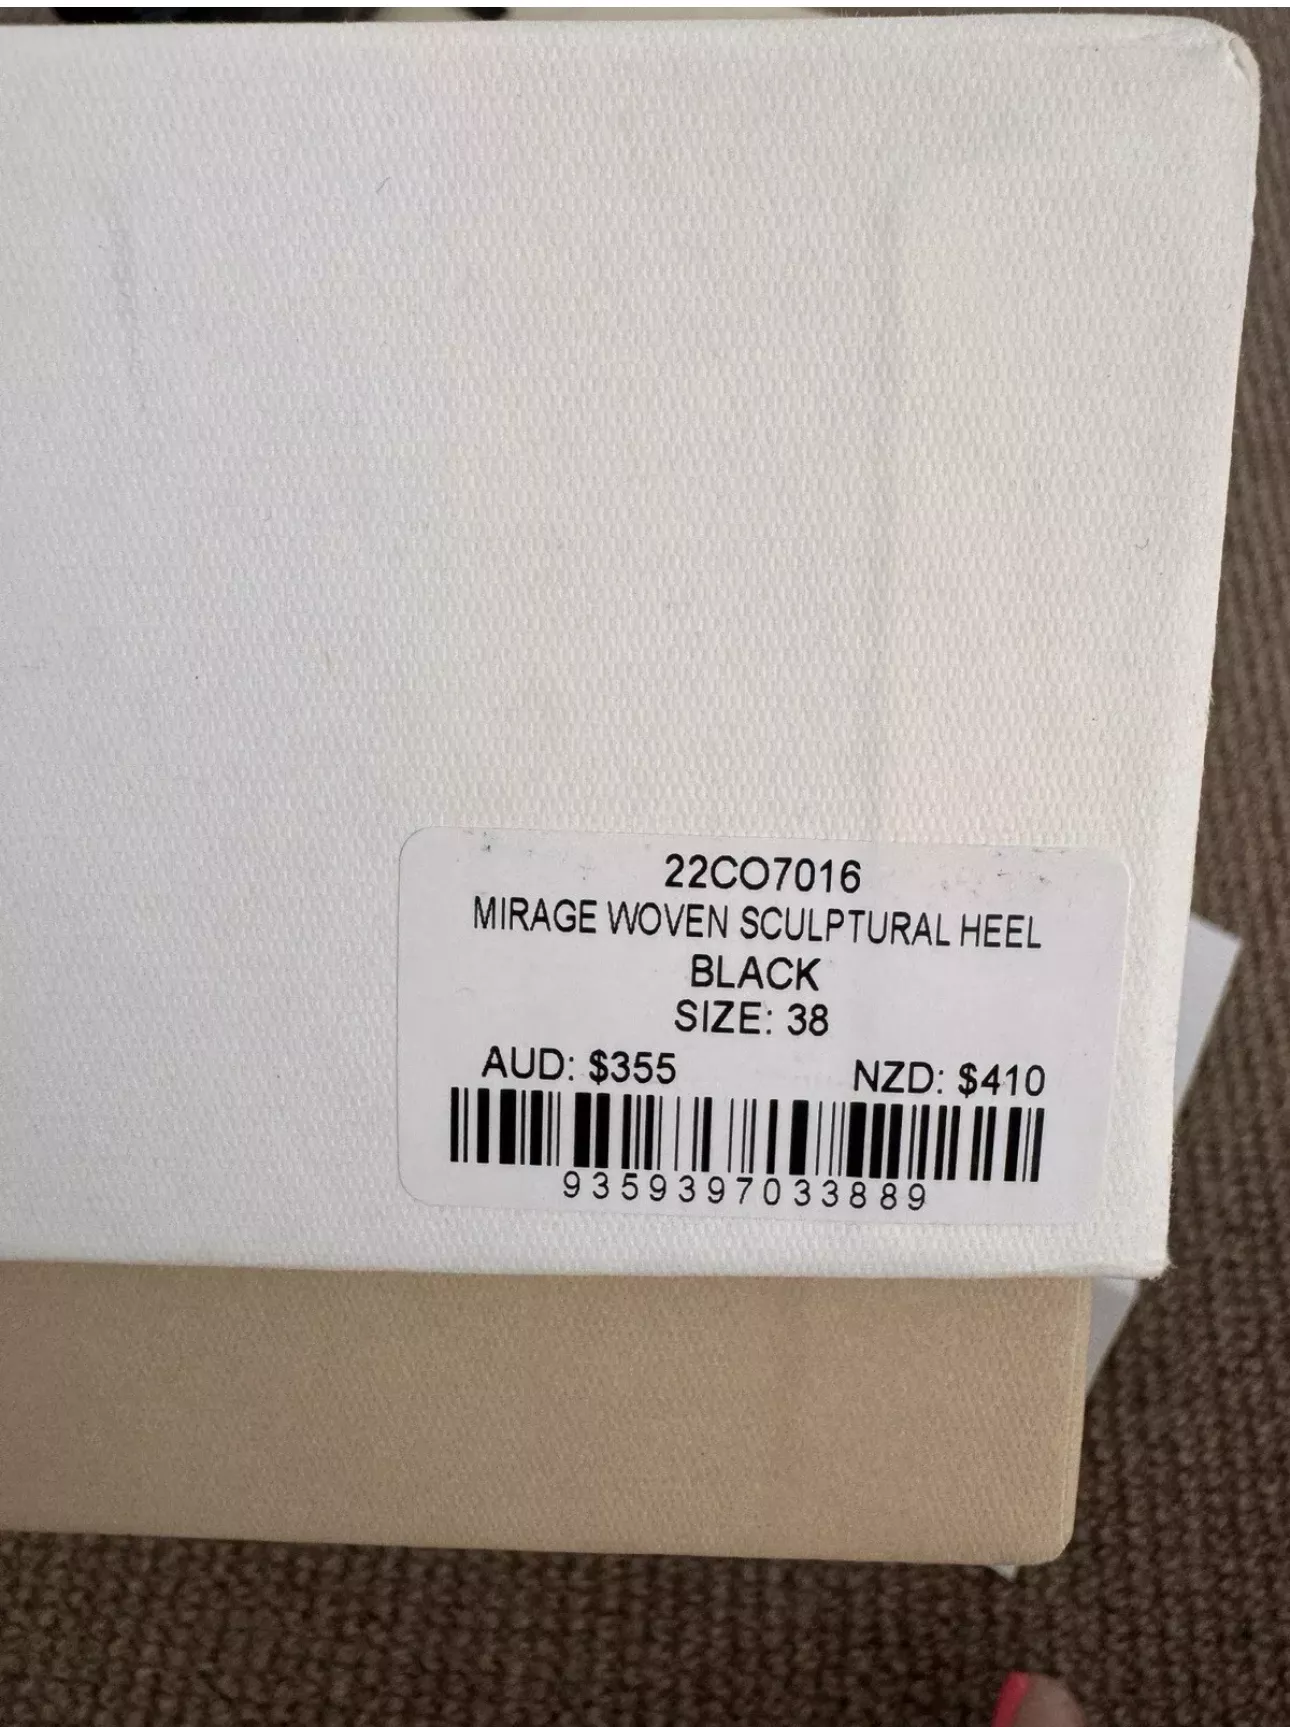 22CO7016
MIRAGE WOVEN SCULPTURAL HEEL
BLACK
SIZE: 38
AUD: $355 NZD: $410
9359397033889